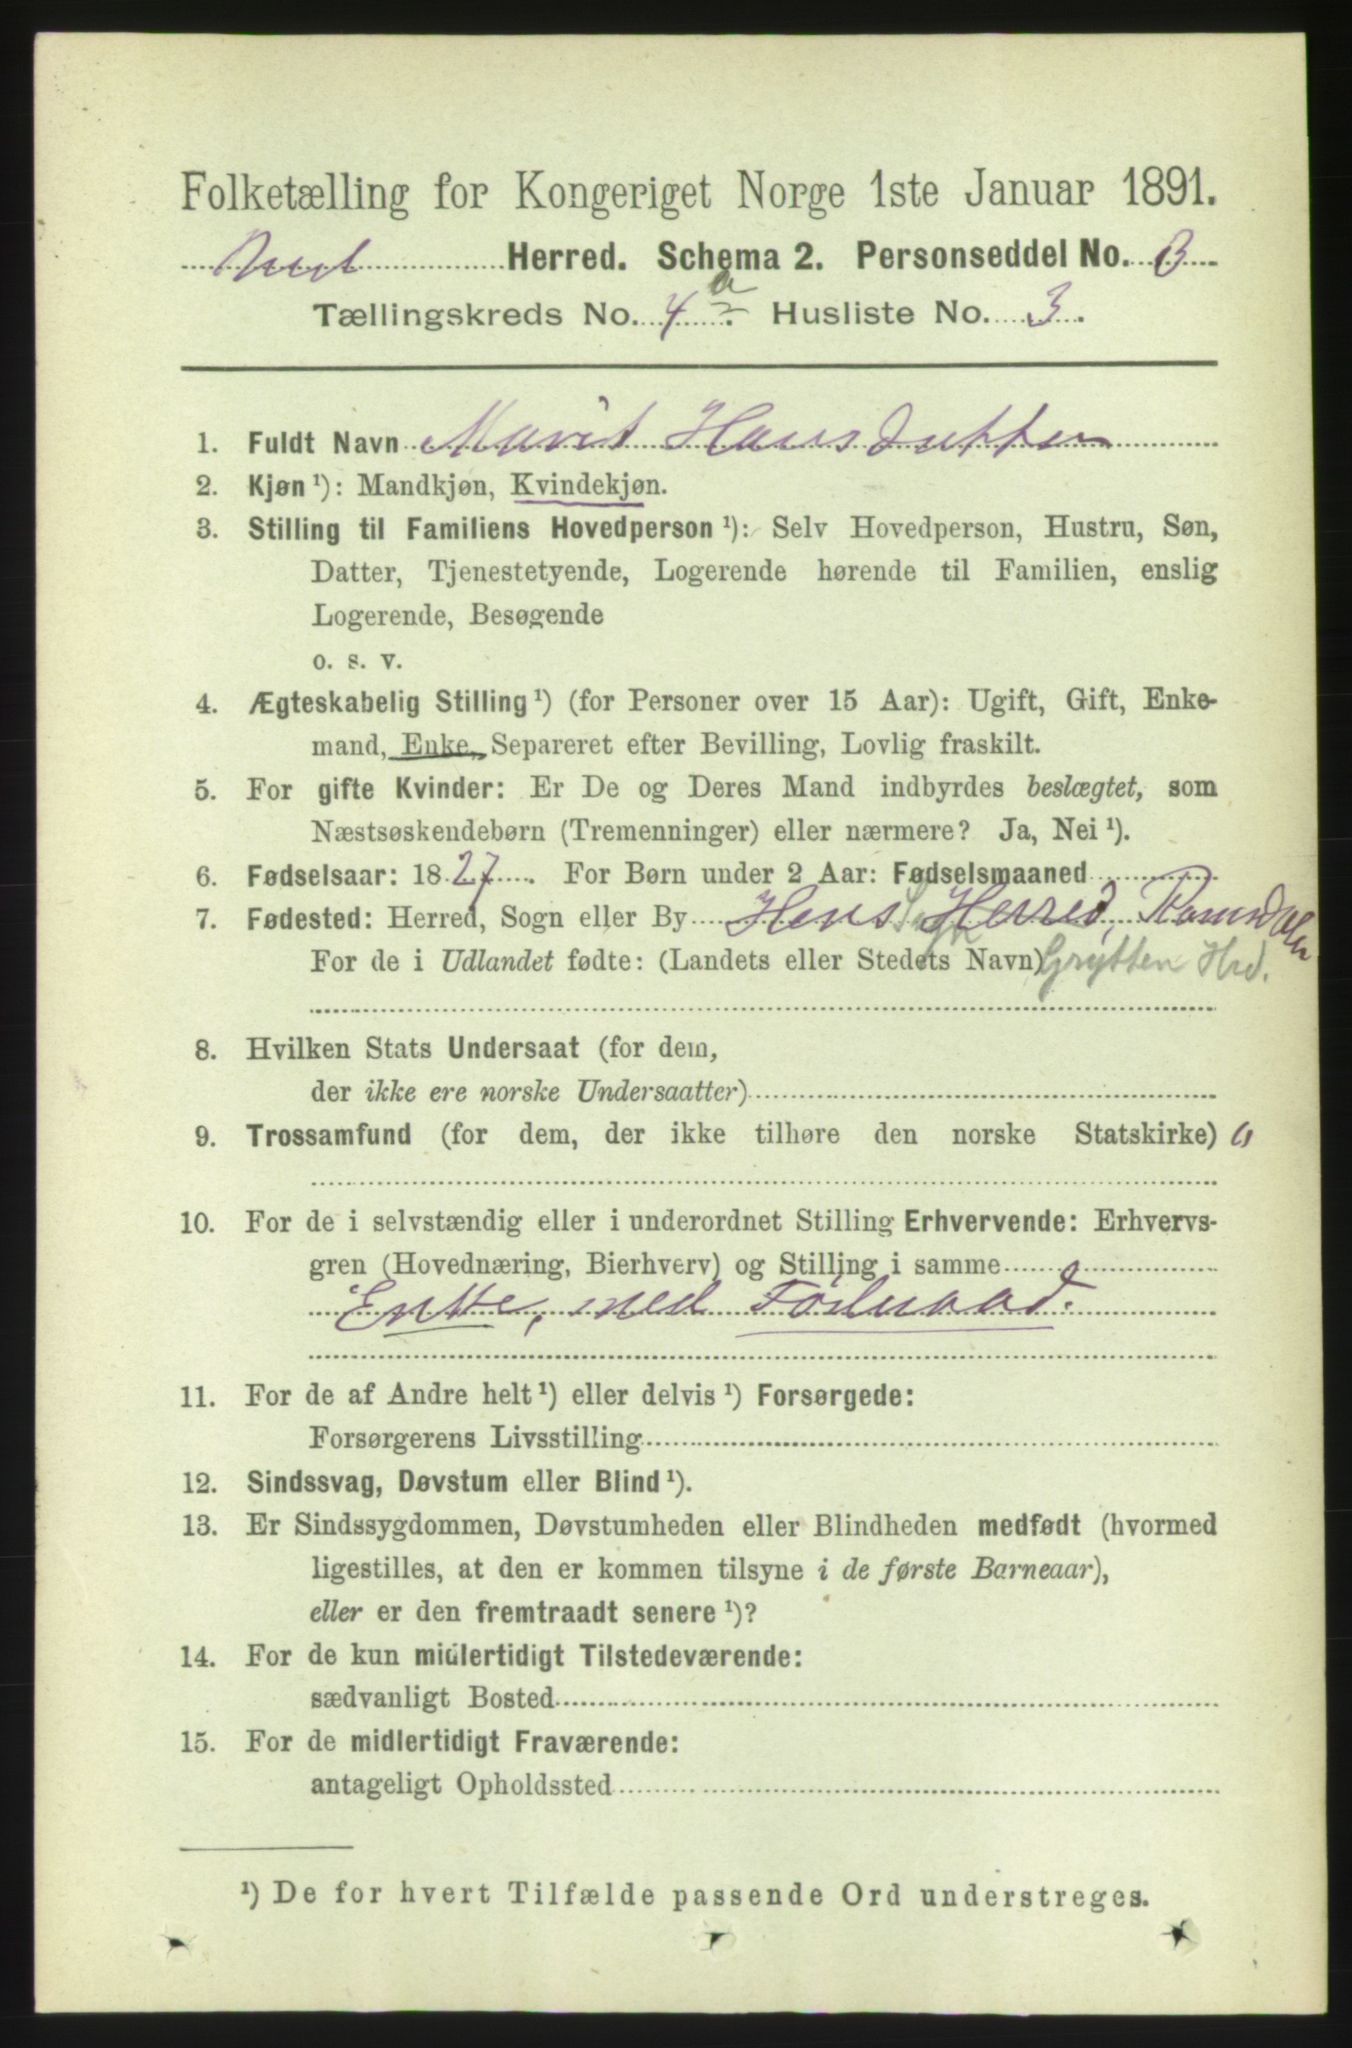 Folketælling for Kongeriget Norge 1ste Januar 1891.
Herred. Schema 2. Personseddel No. 3
Tællingskreds No. 4 a. Husliste No. 3.
1. Fuldt Navn Marit Hansdatter
2. Kjøn ¹): Mandkjøn, Kvindekjøn.
3. Stilling til Familiens Hovedperson ¹): Selv Hovedperson, Hustru, Søn,
Datter, Tjenestetyende, Logerende hørende til Familien, enslig
Logerende, Besøgende
o. s. v.
4. Ægteskabelig Stilling ¹) (for Personer over 15 Aar): Ugift, Gift, Enke-
mand, Enke, Separeret efter Bevilling, Lovlig fraskilt.
5. For gifte Kvinder: Er De og Deres Mand indbyrdes beslægtet, som
Næstsøskendebørn (Tremenninger) eller nærmere? Ja, Nei ¹).
6. Fødselsaar: 1827. For Børn under 2 Aar: Fødselsmaaned
7. Fødested: Herred, Sogn eller By Hens Sogn Herred, Romsdalen
For de i Udlandet fødte: (Landets eller Stedets Navn) Grytten Hrd.
8. Hvilken Stats Undersaat (for dem,
der ikke ere norske Undersaatter)
9. Trossamfund (for dem, der ikke tilhøre den norske Statskirke)
10. For de i selvstændig eller i underordnet Stilling Erhvervende: Erhvervs-
gren (Hovednæring, Bierhverv) og Stilling i samme
Enke, med Föderaad.
11. For de af Andre helt ¹) eller delvis ¹) Forsørgede:
Forsørgerens Livsstilling
12. Sindssvag, Døvstum eller Blind ¹).
13. Er Sindssygdommen, Døvstumheden eller Blindheden medfødt (hvormed
ligestilles, at den er kommen tilsyne i de første Barneaar),
eller er den fremtraadt senere ¹)?
14. For de kun midlertidigt Tilstedeværende:
sædvanligt Bosted
15. For de midlertidigt Fraværende:
antageligt Opholdssted
¹) De for hvert Tilfælde passende Ord understreges.